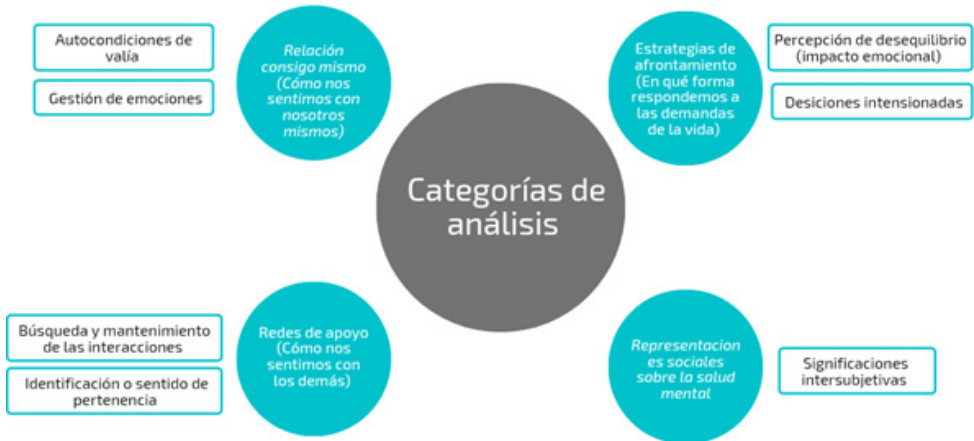 Autocondiciones de
valía
Gestión de emociones
Relación
consigo mismo
(Cómo nos
sentimos con
nosotros
mismos)
Estrategias de
afrontamiento
(En qué forma
respondemos a
las demandas
de la vida)
Percepción de desequilibrio
(impacto emocional)
Desiciones intensionadas
Categorías de
análisis
Búsqueda y mantenimiento
de las interacciones
Identificación o sentido de
pertenencia
Redes de apoyo
(Cómo nos
sentimos con
los demás)
Representacion
es sociales
sobre la salud
mental
Significaciones
intersubjetivas